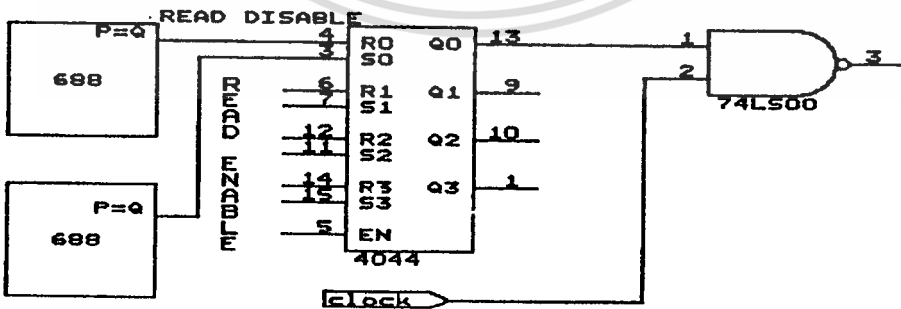 READ DISABLE
P=Q
688
4 R0 Q0 13
3 S0
6 R1 Q1 9
7 S1
12 R2 Q2 10
11 S2
14 R3 Q3 1
15 S3
5 EN
4044
READ ENABLE
P=Q
688
1
2
3
74LS00
clock